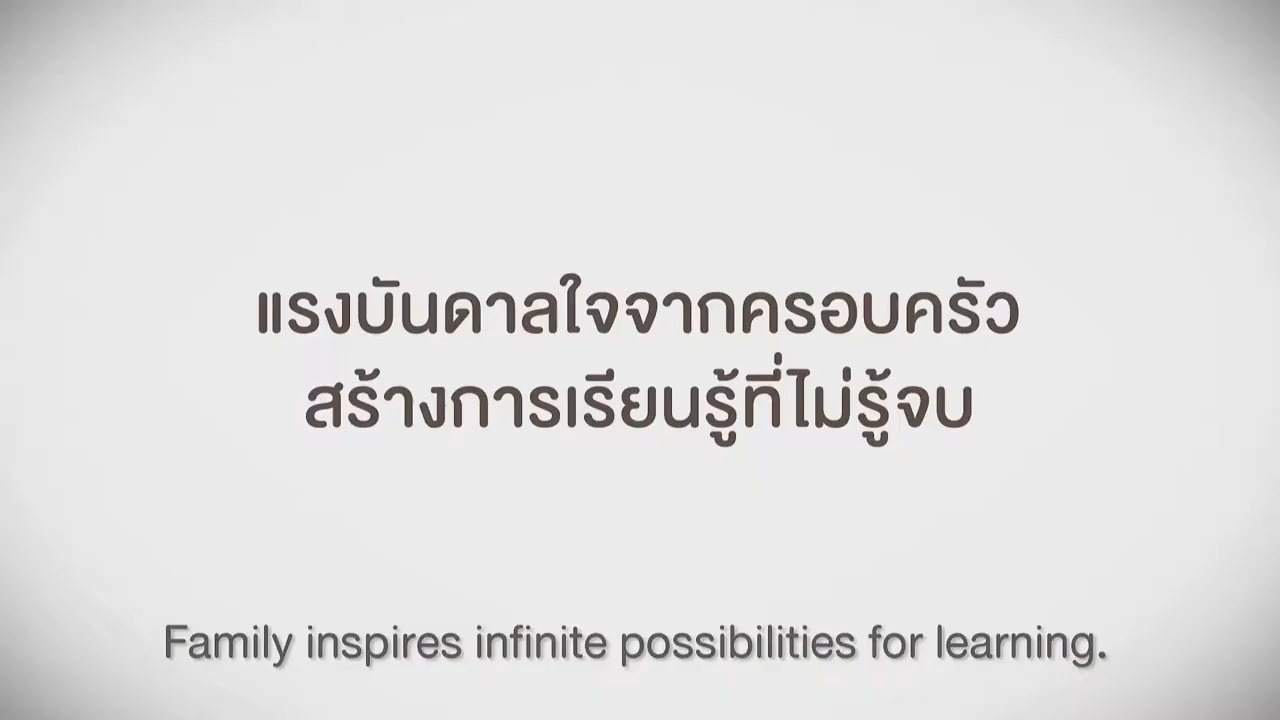 แรงบันดาลใจจากครอบครัว
สร้างการเรียนรู้ที่ไม่รู้จบ
Family inspires infinite possibilities for learning.